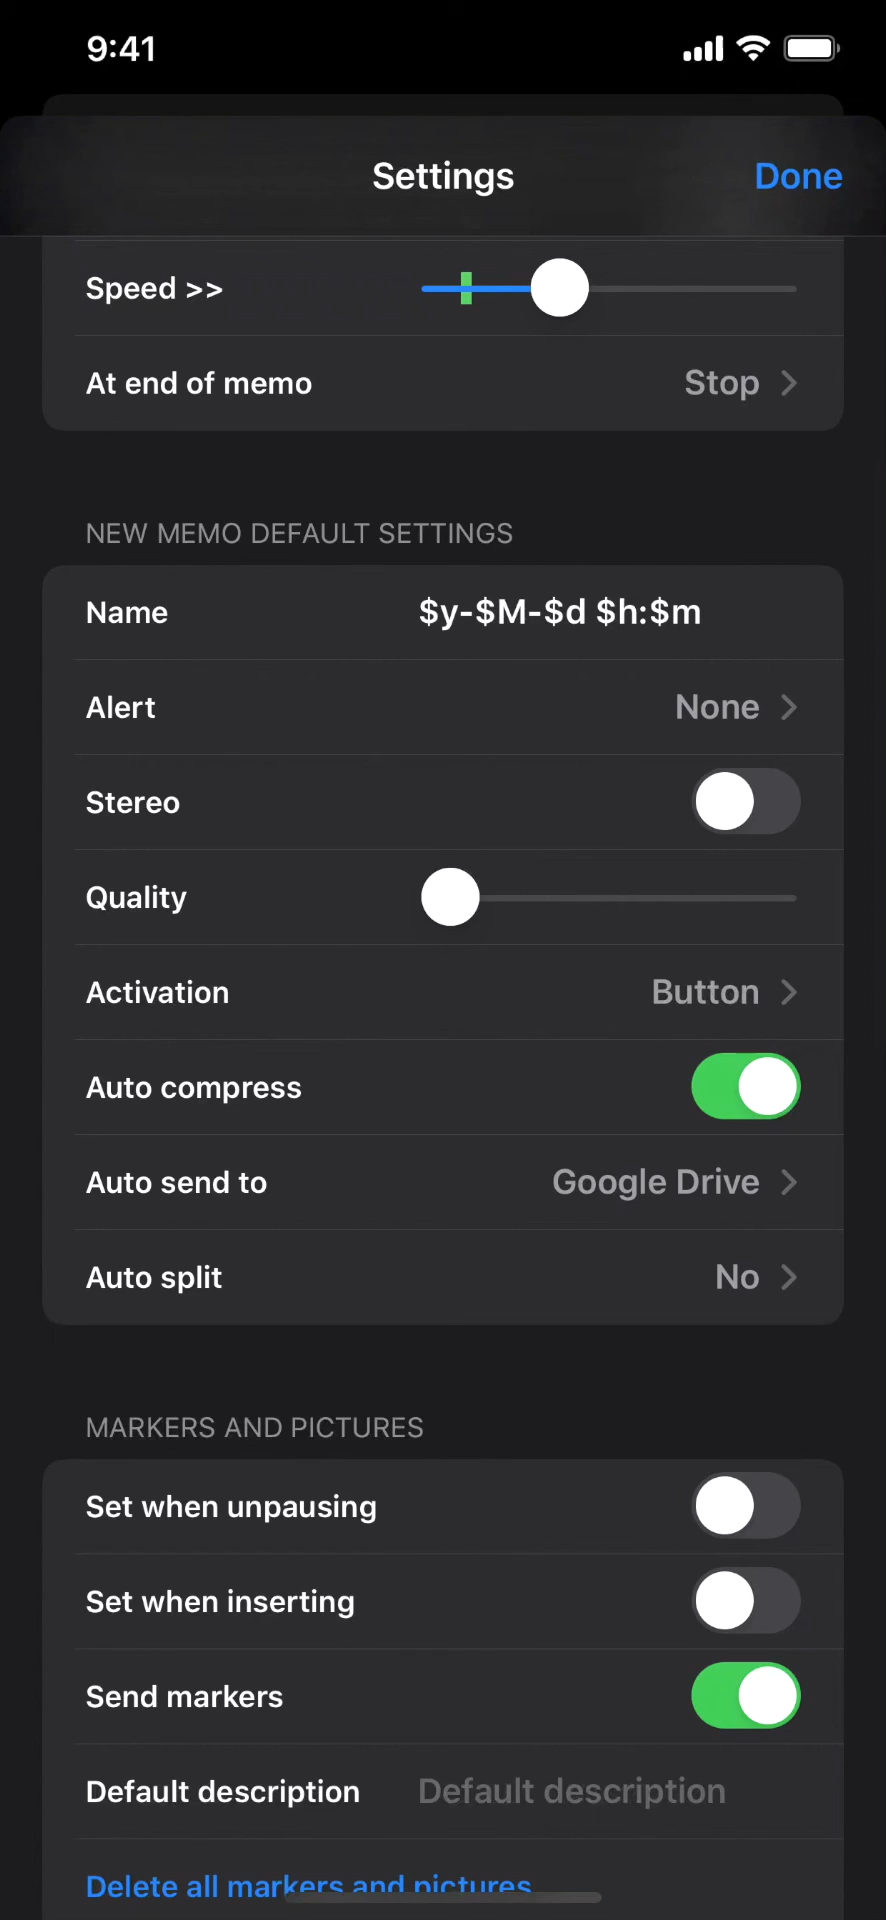 9:41
Settings
Done
Speed >>
At end of memo
Stop
NEW MEMO DEFAULT SETTINGS
Name
$y-$M-$d $h:$m
Alert
None
Stereo
Quality
Activation
Button
Auto compress
Auto send to
Google Drive
Auto split
No
MARKERS AND PICTURES
Set when unpausing
Set when inserting
Send markers
Default description
Default description
Delete all markers and pictures